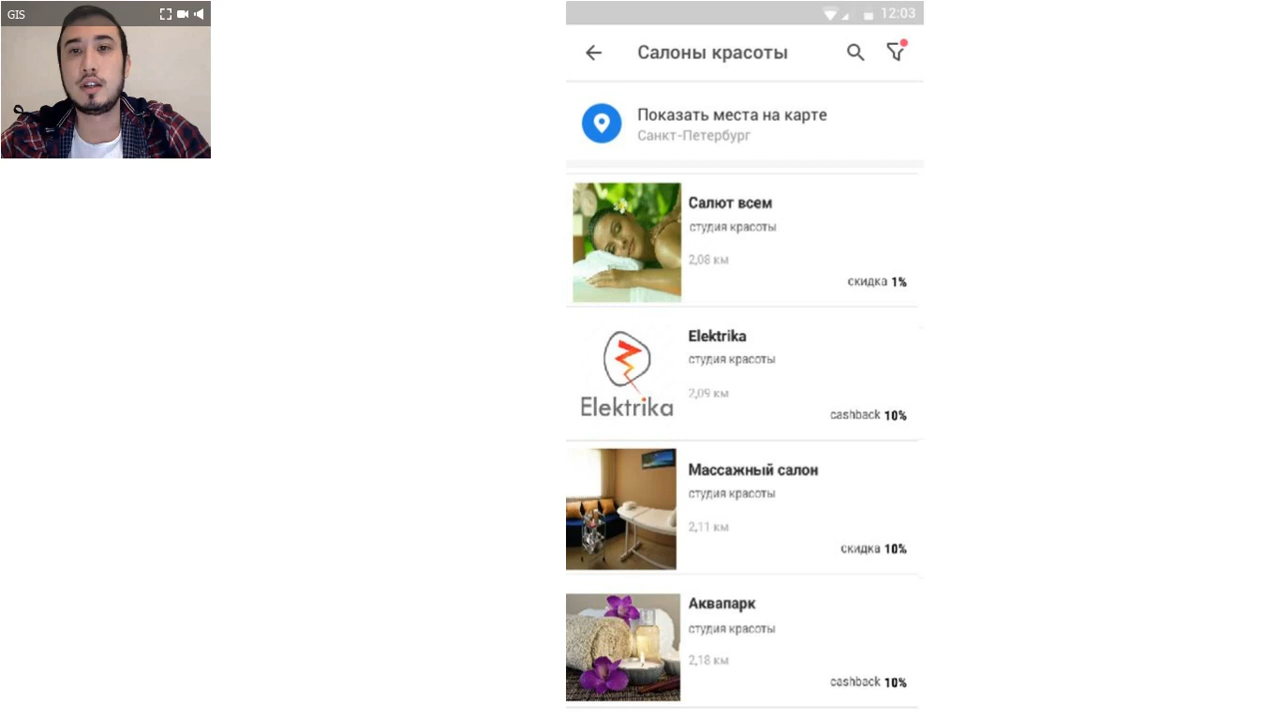 GIS
12:03
Салоны красоты
Показать места на карте
Санкт-Петербург
Салют всем
студия красоты
2,08 км
скидка 1%
Elektrika
Elektrika
студия красоты
2,09 км
cashback 10%
Массажный салон
студия красоты
2,11 км
скидка 10%
Аквапарк
студия красоты
2,18 км
cashback 10%